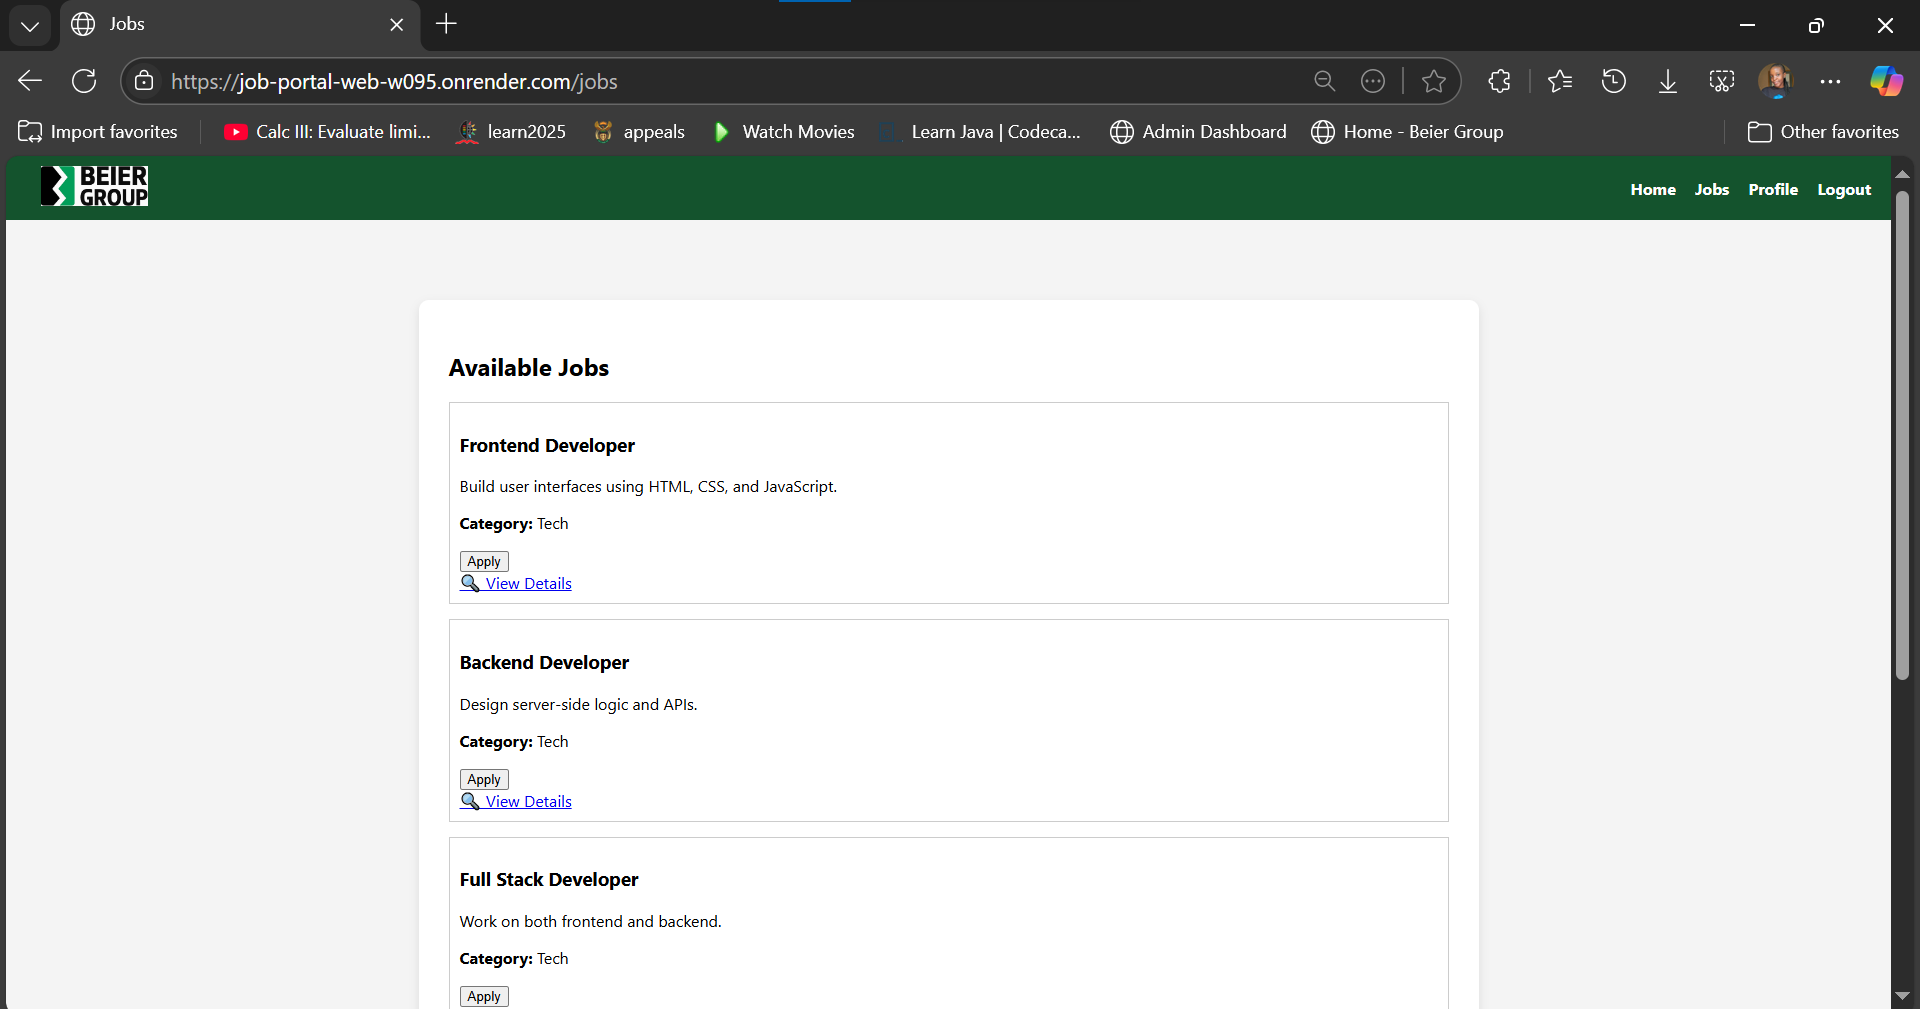 Jobs
https://job-portal-web-w095.onrender.com/jobs
Import favorites
Calc III: Evaluate limi...
learn2025
appeals
Watch Movies
Learn Java | Codeca...
Admin Dashboard
Home - Beier Group
Other favorites
BEIER
GROUP
Home Jobs Profile Logout
Available Jobs
Frontend Developer
Build user interfaces using HTML, CSS, and JavaScript.
Category: Tech
Apply
View Details
Backend Developer
Design server-side logic and APIs.
Category: Tech
Apply
View Details
Full Stack Developer
Work on both frontend and backend.
Category: Tech
Apply